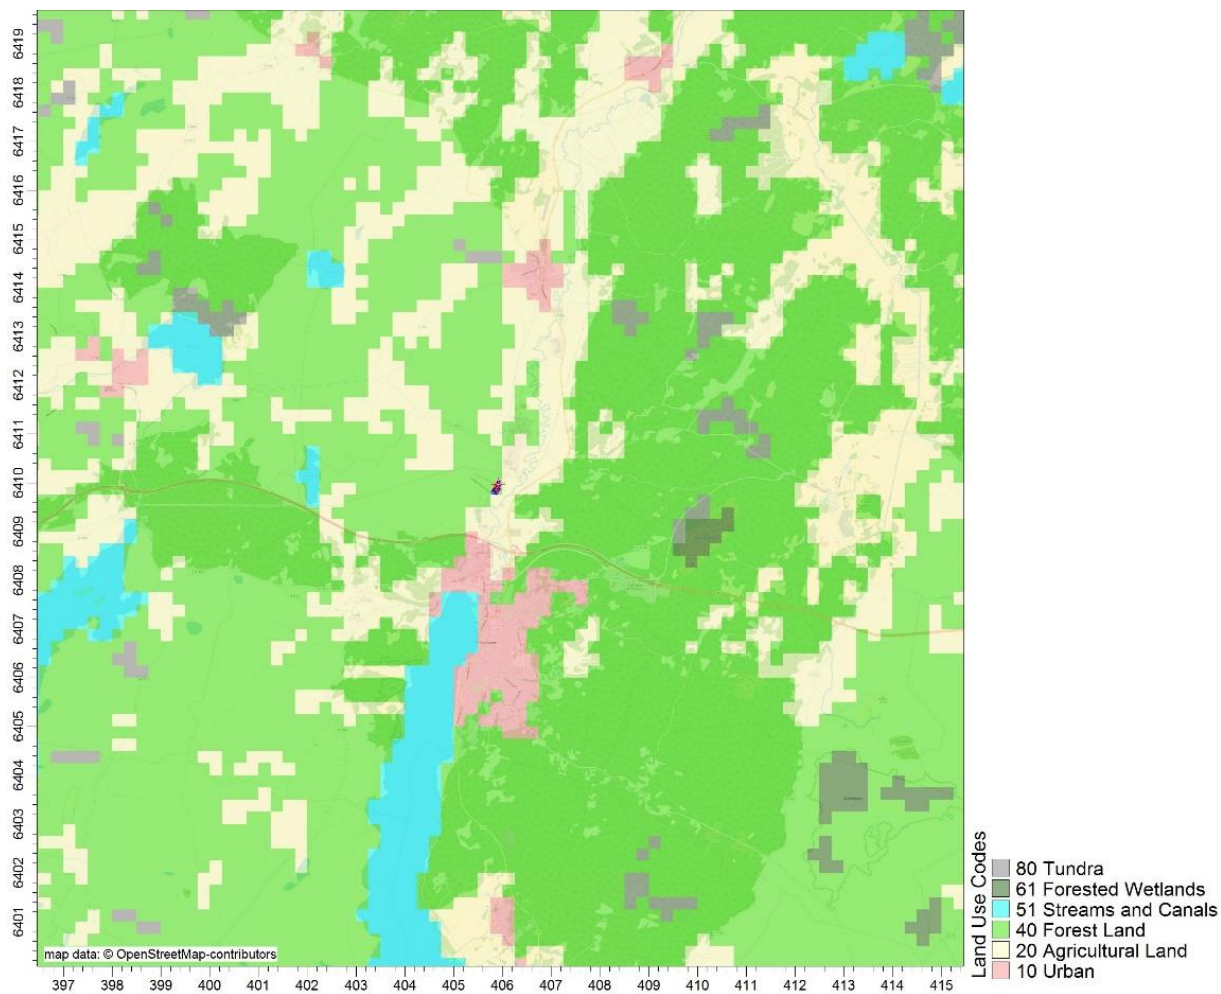 6419
6418
6417
6416
6415
6414
6413
6412
6411
6410
6409
6408
6407
6406
6405
6404
6403
6402
6401
map data: © OpenStreetMap-contributors
397 398 399 400 401 402 403 404 405 406 407 408 409 410 411 412 413 414 415
Land Use Codes
80 Tundra
61 Forested Wetlands
51 Streams and Canals
40 Forest Land
20 Agricultural Land
10 Urban